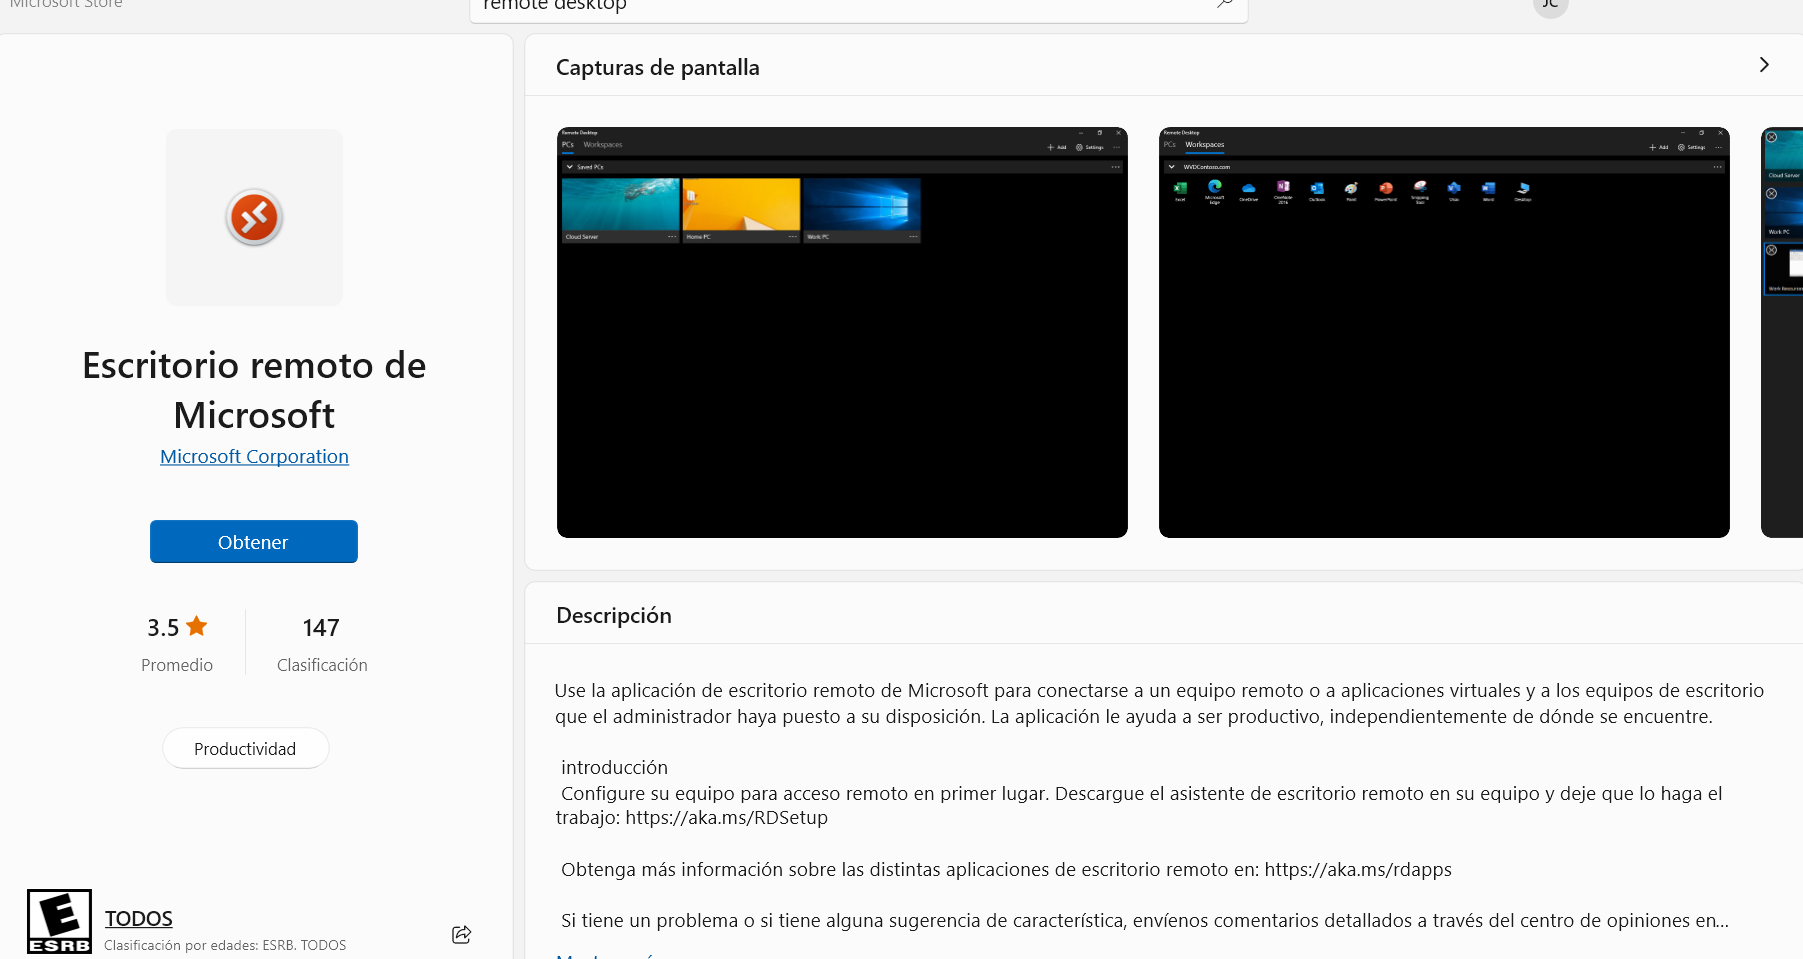 Microsoft Store
remote desktop
JC
Escritorio remoto de
Microsoft
Microsoft Corporation
Obtener
3.5
147
Promedio
Clasificación
Productividad
ESRB
TODOS
Clasificación por edades: ESRB. TODOS
Capturas de pantalla
Remote Desktop
PCs Workspaces
Add Settings
Saved PCs
Cloud Server
Home PC
Work PC
Remote Desktop
PCs Workspaces
Add Settings
WVDContoso.com
Excel
Microsoft Edge
OneDrive
OneNote 2016
Outlook
Paint
PowerPoint
Snipping Tool
Visio
Word
Desktop
Cloud Server
Work PC
Descripción
Use la aplicación de escritorio remoto de Microsoft para conectarse a un equipo remoto o a aplicaciones virtuales y a los equipos de escritorio
que el administrador haya puesto a su disposición. La aplicación le ayuda a ser productivo, independientemente de dónde se encuentre.
introducción
Configure su equipo para acceso remoto en primer lugar. Descargue el asistente de escritorio remoto en su equipo y deje que lo haga el
trabajo: https://aka.ms/RDSetup
Obtenga más información sobre las distintas aplicaciones de escritorio remoto en: https://aka.ms/rdapps
Si tiene un problema o si tiene alguna sugerencia de característica, envíenos comentarios detallados a través del centro de opiniones en...